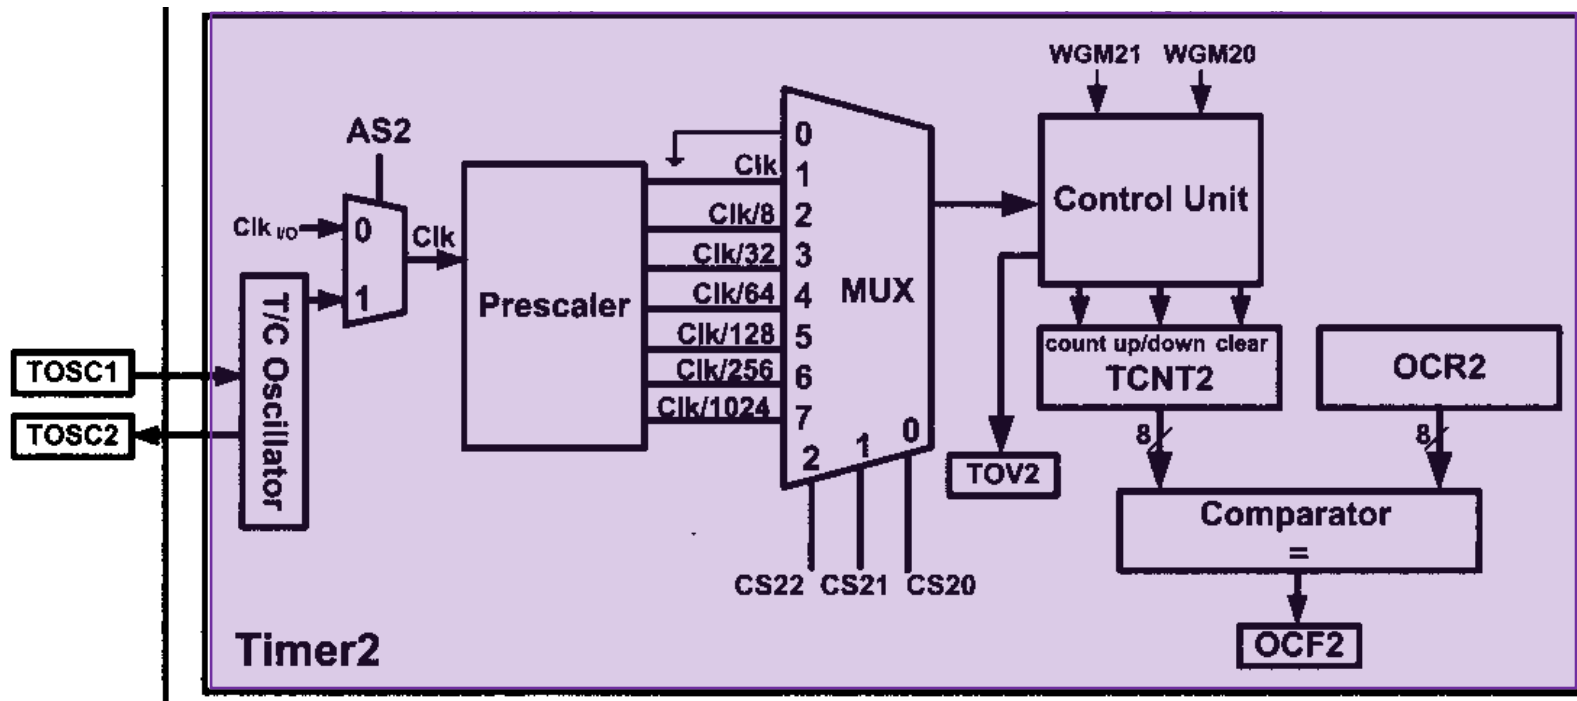 WGM21 WGM20
AS2
0
Clk
1
Clk/8
2
Clk/32
3
Clk/64
4
Clk/128
5
Clk/256
6
Clk/1024
7
MUX
2 1 0
CS22 CS21 CS20
Clk I/O
0
1
Clk
Prescaler
T/C Oscillator
TOSC1
TOSC2
Control Unit
count up/down clear
TCNT2
OCR2
8
8
TOV2
Comparator
=
OCF2
Timer2